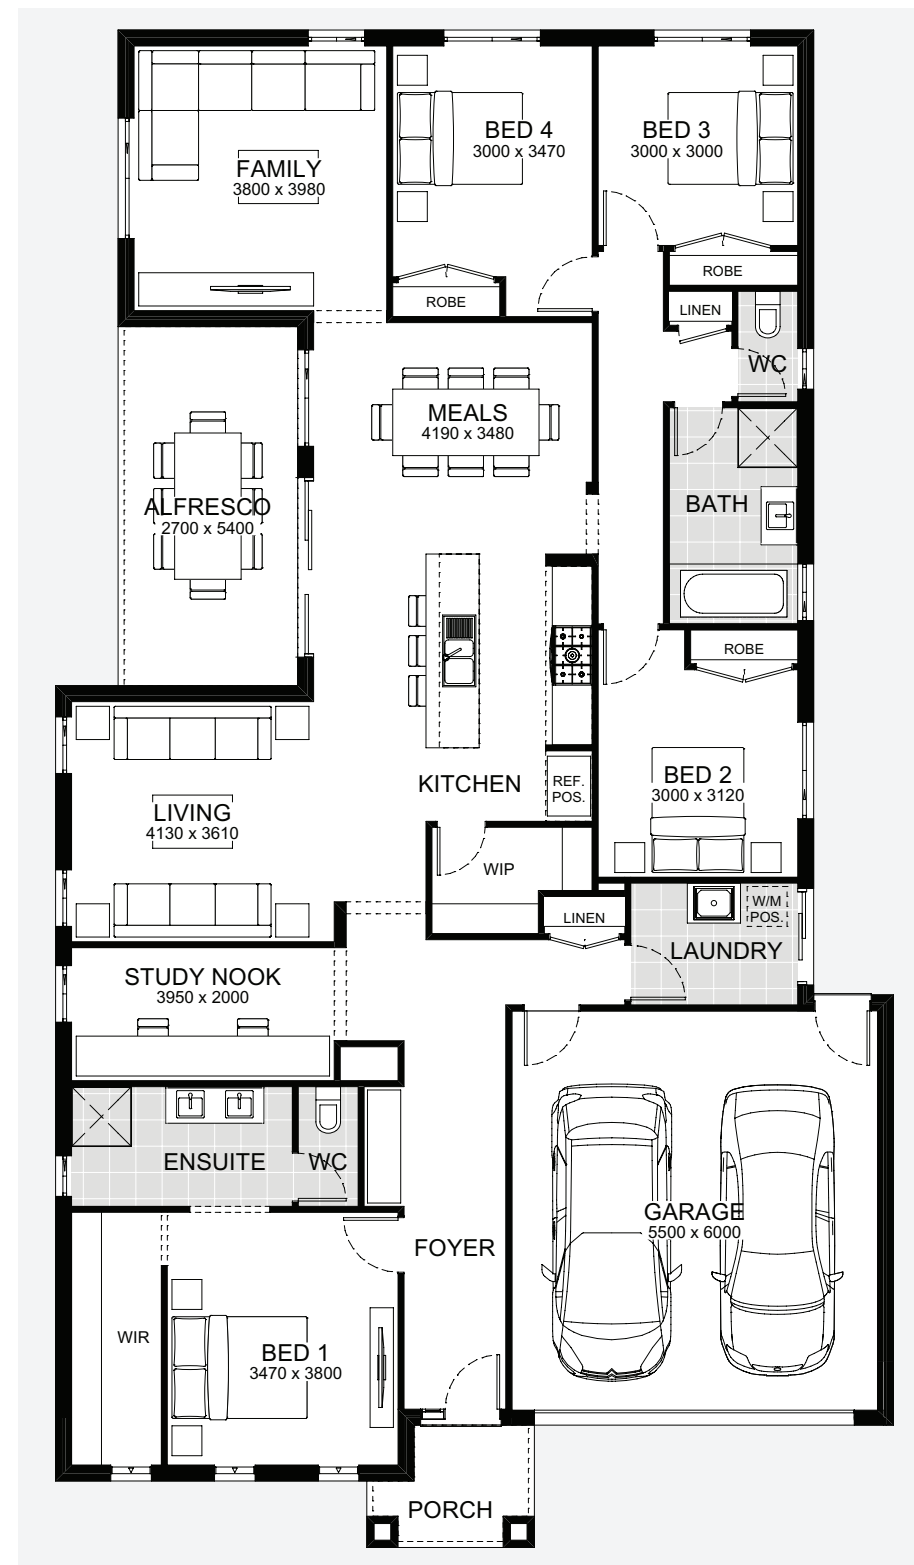 BED 4
3000 x 3470
BED 3
3000 x 3000
FAMILY
3800 x 3980
ROBE
ROBE
LINEN
WC
MEALS
4190 x 3480
ALFRESCO
2700 x 5400
BATH
ROBE
KITCHEN
REF.
POS.
BED 2
3000 x 3120
LIVING
4130 x 3610
WIP
LINEN
W/M
POS.
LAUNDRY
STUDY NOOK
3950 x 2000
ENSUITE
WC
GARAGE
5500 x 6000
FOYER
WIR
BED 1
3470 x 3800
PORCH